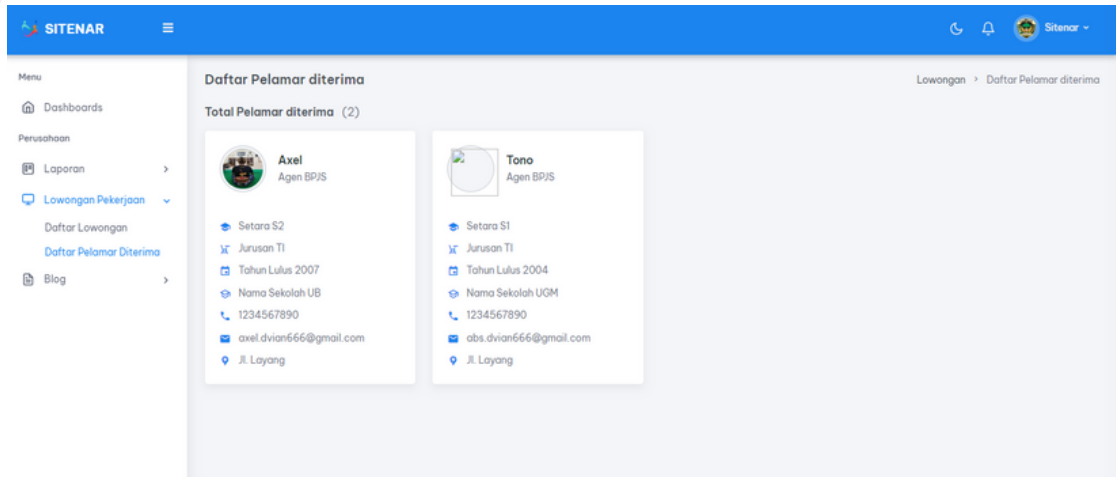 SITENAR
Sitenar
Menu
Dashboards
Perusahaan
Laporan
Lowongan Pekerjaan
Daftar Lowongan
Daftar Pelamar Diterima
Blog
Daftar Pelamar diterima
Lowongan > Daftar Pelamar diterima
Total Pelamar diterima (2)
Axel
Agen BPJS
Setara S2
Jurusan TI
Tahun Lulus 2007
Nama Sekolah UB
1234567890
axel.dvian666@gmail.com
Jl. Layang
Tono
Agen BPJS
Setara S1
Jurusan TI
Tahun Lulus 2004
Nama Sekolah UGM
1234567890
abs.dvian666@gmail.com
Jl. Layang